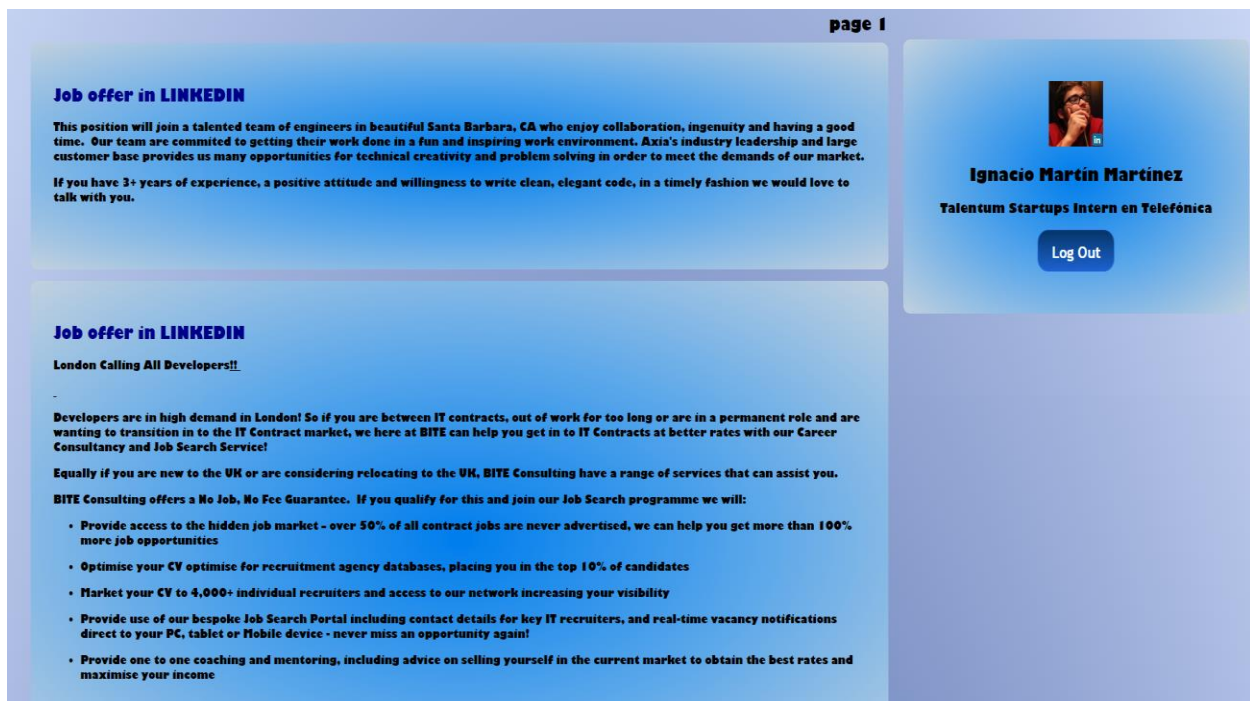 page 1
Job offer in LINKEDIN
This position will join a talented team of engineers in beautiful Santa Barbara, CA who enjoy collaboration, ingenuity and having a good
time.  Our team are commited to getting their work done in a fun and inspiring work environment. Axia's industry leadership and large
customer base provides us many opportunities for technical creativity and problem solving in order to meet the demands of our market.
If you have 3+ years of experience, a positive attitude and willingness to write clean, elegant code, in a timely fashion we would love to
talk with you.
in
Ignacio Martín Martínez
Talentum Startups Intern en Telefónica
Log Out
Job offer in LINKEDIN
London Calling All Developers!!
Developers are in high demand in London! So if you are between IT contracts, out of work for too long or are in a permanent role and are
wanting to transition in to the IT Contract market, we here at BITE can help you get in to IT Contracts at better rates with our Career
Consultancy and Job Search Service!
Equally if you are new to the UK or are considering relocating to the UK, BITE Consulting have a range of services that can assist you.
BITE Consulting offers a No Job, No Fee Guarantee.  If you qualify for this and join our Job Search programme we will:
• Provide access to the hidden job market - over 50% of all contract jobs are never advertised, we can help you get more than 100%
more job opportunities
• Optimise your CV optimise for recruitment agency databases, placing you in the top 10% of candidates
• Market your CV to 4,000+ individual recruiters and access to our network increasing your visibility
• Provide use of our bespoke Job Search Portal including contact details for key IT recruiters, and real-time vacancy notifications
direct to your PC, tablet or Mobile device - never miss an opportunity again!
• Provide one to one coaching and mentoring, including advice on selling yourself in the current market to obtain the best rates and
maximise your income